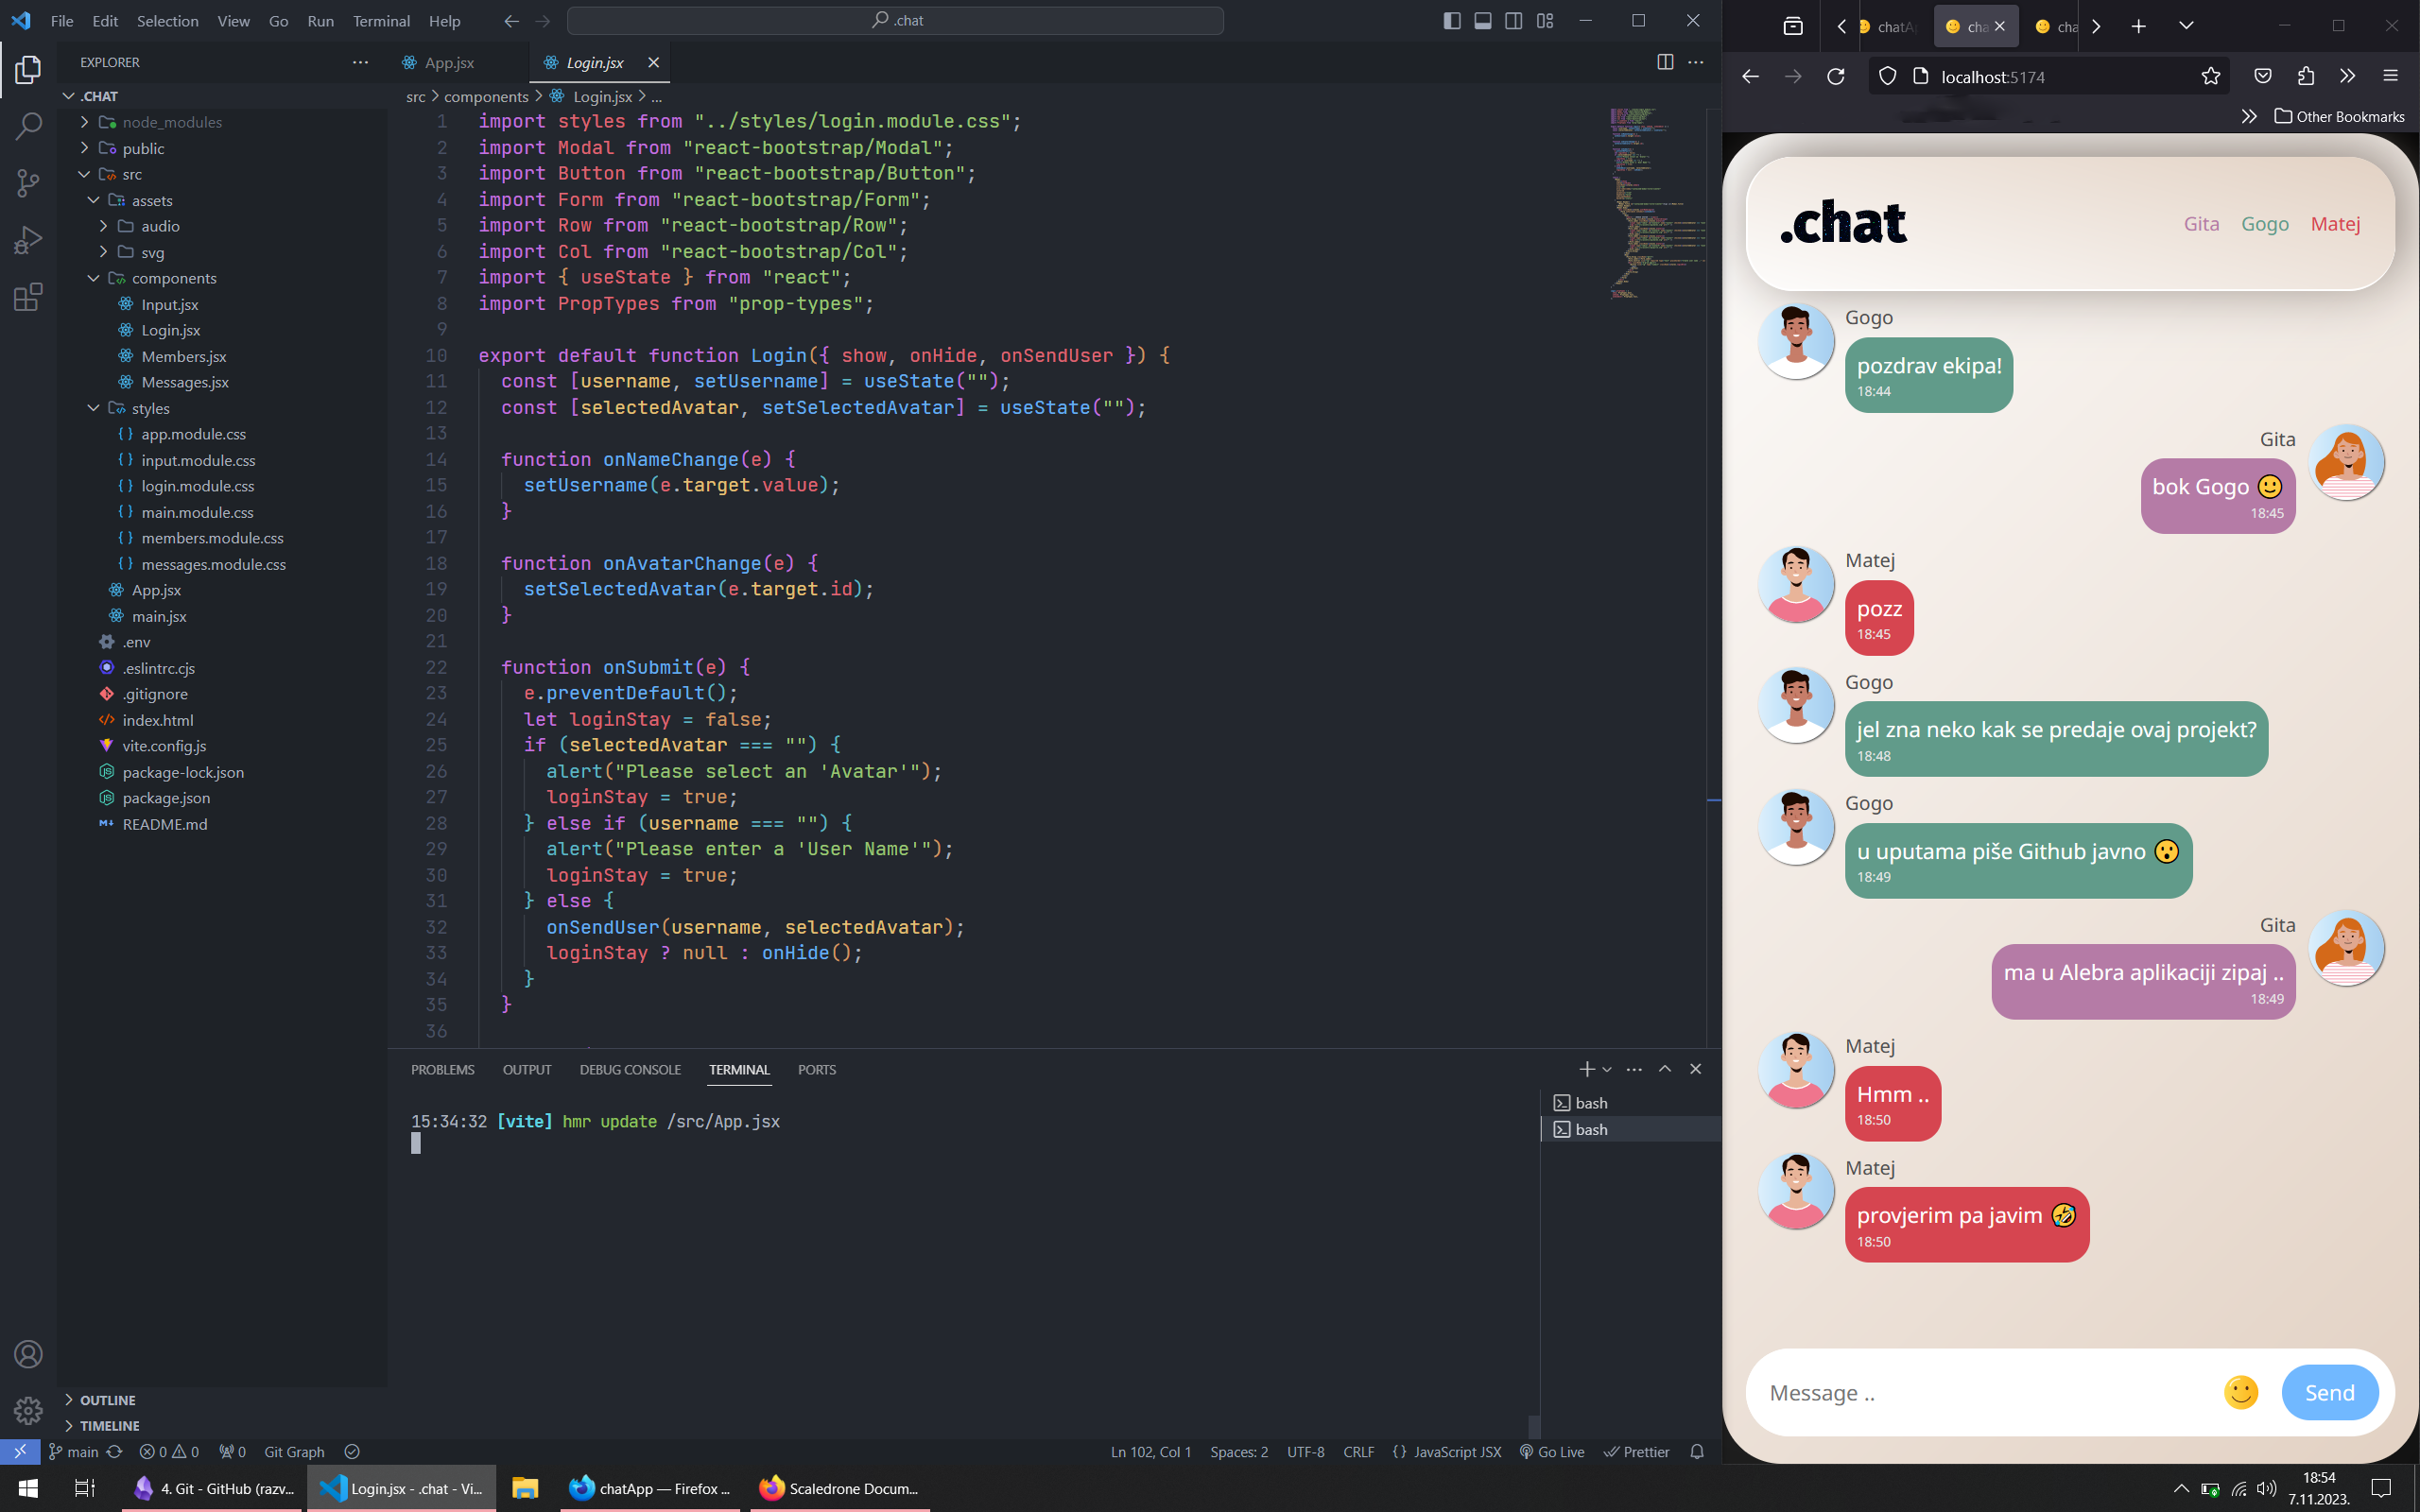 File Edit Selection View Go Run Terminal Help
.chat
EXPLORER
.CHAT
node_modules
public
src
assets
audio
svg
components
Input.jsx
Login.jsx
Members.jsx
Messages.jsx
styles
app.module.css
input.module.css
login.module.css
main.module.css
members.module.css
messages.module.css
App.jsx
main.jsx
.env
.eslintrc.cjs
.gitignore
index.html
vite.config.js
package-lock.json
package.json
README.md
OUTLINE
TIMELINE
App.jsx Login.jsx
src > components > Login.jsx > ...
1 import styles from "../styles/login.module.css";
2 import Modal from "react-bootstrap/Modal";
3 import Button from "react-bootstrap/Button";
4 import Form from "react-bootstrap/Form";
5 import Row from "react-bootstrap/Row";
6 import Col from "react-bootstrap/Col";
7 import { useState } from "react";
8 import PropTypes from "prop-types";
9
10 export default function Login({ show, onHide, onSendUser }) {
11 const [username, setUsername] = useState("");
12 const [selectedAvatar, setSelectedAvatar] = useState("");
13
14 function onNameChange(e) {
15 setUsername(e.target.value);
16 }
17
18 function onAvatarChange(e) {
19 setSelectedAvatar(e.target.id);
20 }
21
22 function onSubmit(e) {
23 e.preventDefault();
24 let loginStay = false;
25 if (selectedAvatar === "") {
26 alert("Please select an 'Avatar'");
27 loginStay = true;
28 } else if (username === "") {
29 alert("Please enter a 'User Name'");
30 loginStay = true;
31 } else {
32 onSendUser(username, selectedAvatar);
33 loginStay ? null : onHide();
34 }
35 }
36
PROBLEMS OUTPUT DEBUG CONSOLE TERMINAL PORTS
15:34:32 [vite] hmr update /src/App.jsx
bash
bash
main 0 0 0 Git Graph
Ln 102, Col 1 Spaces: 2 UTF-8 CRLF {} JavaScript JSX Go Live Prettier
chatA cha cha
localhost:5174
Other Bookmarks
.chat
Gita Gogo Matej
Gogo
pozdrav ekipa!
18:44
Gita
bok Gogo 🙂
18:45
Matej
pozz
18:45
Gogo
jel zna neko kak se predaje ovaj projekt?
18:48
Gogo
u uputama piše Github javno 😮
18:49
Gita
ma u Alebra aplikaciji zipaj ..
18:49
Matej
Hmm ..
18:50
Matej
provjerim pa javim 🤣
18:50
Message ..
Send
4. Git - GitHub (razv... Login.jsx - .chat - Vi... chatApp — Firefox ... Scaledrone Docum...
18:54
7.11.2023.